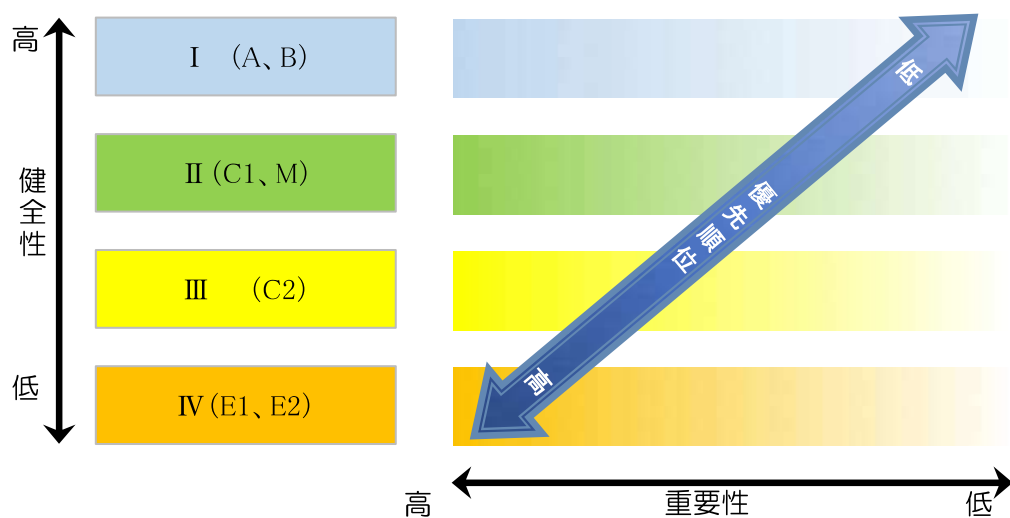 高
健全性
低
Ⅰ （A、B）
Ⅱ（C1、M）
Ⅲ （C2）
Ⅳ（E1、E2）
低
優先順位
高
高
重要性
低